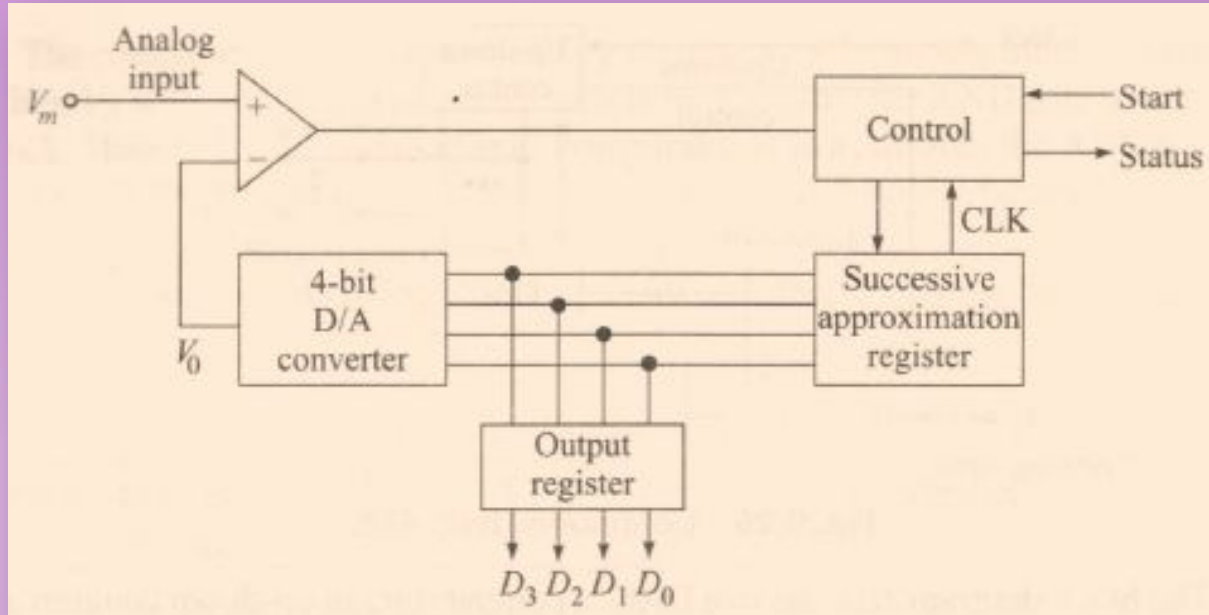 Analog
input
V_m
+
−
Control
Start
Status
CLK
4-bit
D/A
converter
V_0
Successive
approximation
register
Output
register
D_3 D_2 D_1 D_0